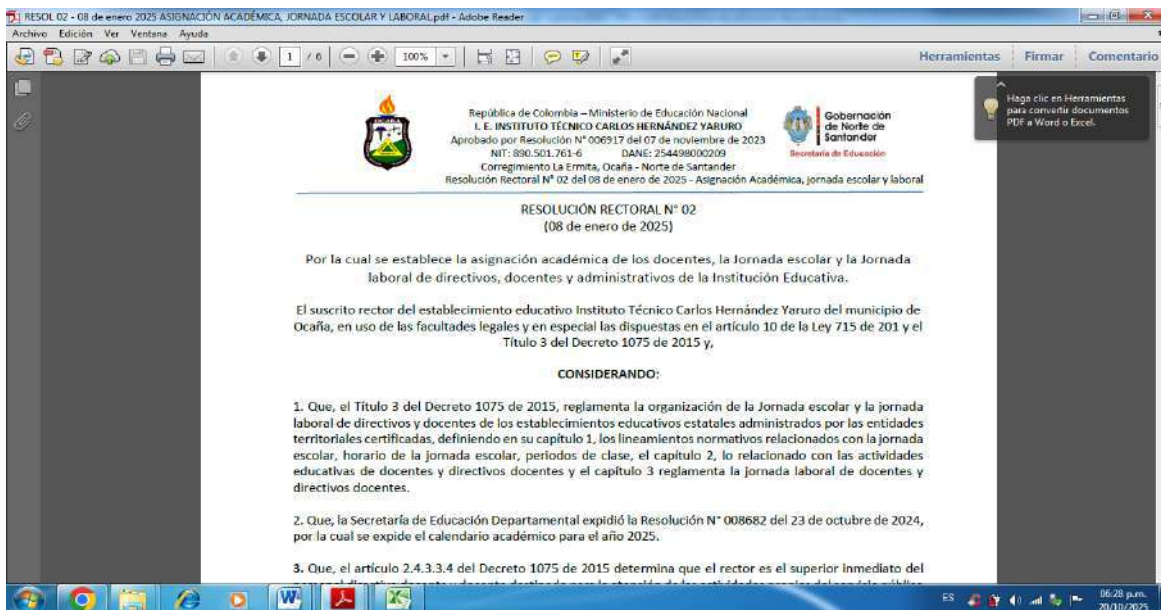 RESOL 02 - 08 de enero 2025 ASIGNACIÓN ACADÉMICA, JORNADA ESCOLAR Y LABORAL.pdf - Adobe Reader
Archivo Edición Ver Ventana Ayuda
1 / 6 100% Herramientas Firmar Comentario
Haga clic en Herramientas
para convertir documentos
PDF a Word o Excel.
República de Colombia – Ministerio de Educación Nacional
I. E. INSTITUTO TÉCNICO CARLOS HERNÁNDEZ YARURO
Aprobado por Resolución N° 006917 del 07 de noviembre de 2023
NIT: 890.501.761-6 DANE: 254498000209
Corregimiento La Ermita, Ocaña - Norte de Santander
Resolución Rectoral N° 02 del 08 de enero de 2025 - Asignación Académica, jornada escolar y laboral
Gobernación
de Norte de
Santander
Secretaría de Educación
RESOLUCIÓN RECTORAL N° 02
(08 de enero de 2025)
Por la cual se establece la asignación académica de los docentes, la Jornada escolar y la Jornada
laboral de directivos, docentes y administrativos de la Institución Educativa.
El suscrito rector del establecimiento educativo Instituto Técnico Carlos Hernández Yaruro del municipio de
Ocaña, en uso de las facultades legales y en especial las dispuestas en el artículo 10 de la Ley 715 de 201 y el
Título 3 del Decreto 1075 de 2015 y,
CONSIDERANDO:
1. Que, el Título 3 del Decreto 1075 de 2015, reglamenta la organización de la Jornada escolar y la jornada
laboral de directivos y docentes de los establecimientos educativos estatales administrados por las entidades
territoriales certificadas, definiendo en su capítulo 1, los lineamientos normativos relacionados con la jornada
escolar, horario de la jornada escolar, periodos de clase, el capítulo 2, lo relacionado con las actividades
educativas de docentes y directivos docentes y el capítulo 3 reglamenta la jornada laboral de docentes y
directivos docentes.
2. Que, la Secretaría de Educación Departamental expidió la Resolución N° 008682 del 23 de octubre de 2024,
por la cual se expide el calendario académico para el año 2025.
3. Que, el artículo 2.4.3.3.4 del Decreto 1075 de 2015 determina que el rector es el superior inmediato del
ES 06:28 p.m.
20/10/2025